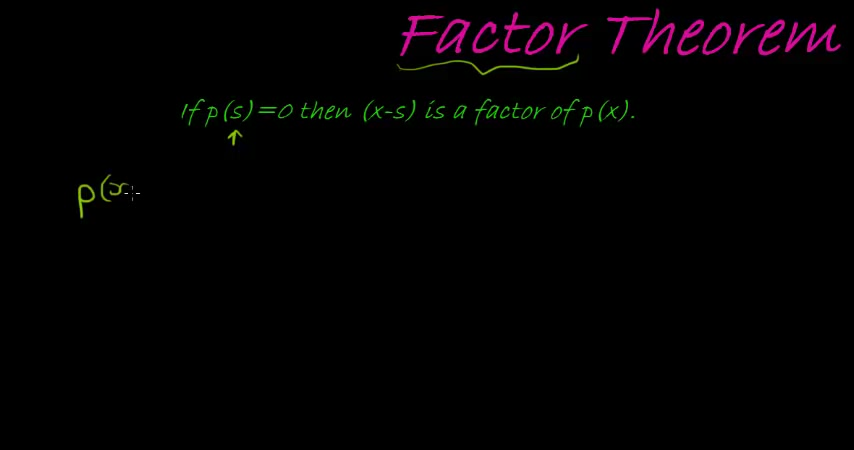 Factor Theorem
If p(s)=0 then (x-s) is a factor of p(x).
p(x